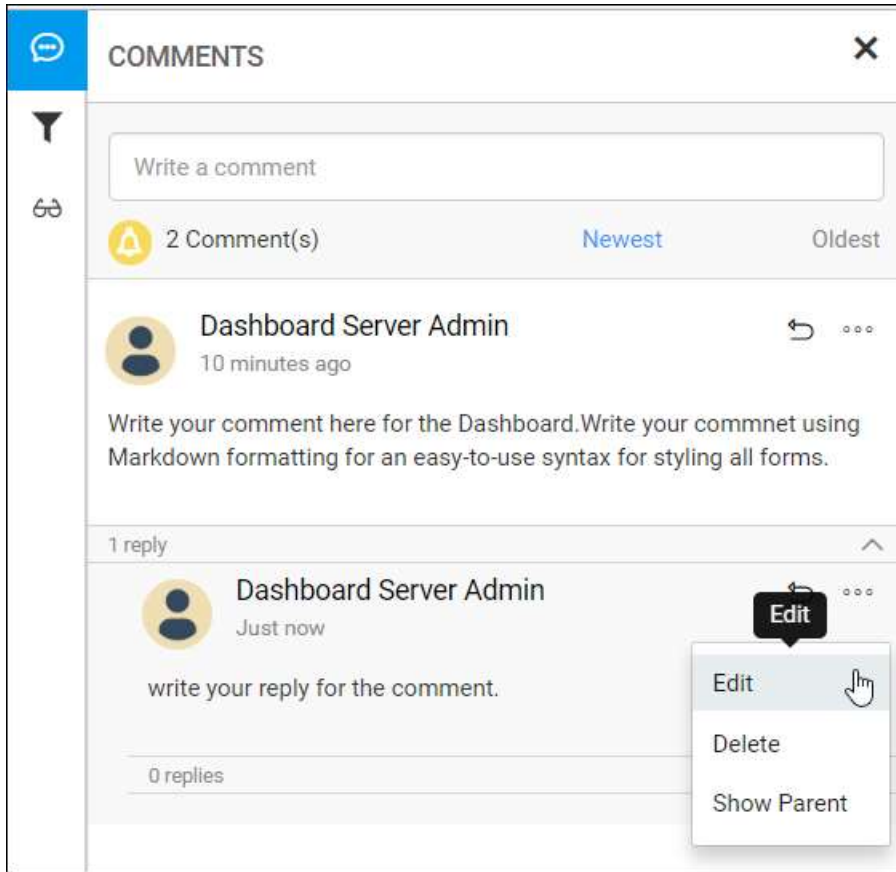 COMMENTS
Write a comment
2 Comment(s)
Newest
Oldest
Dashboard Server Admin
10 minutes ago
Write your comment here for the Dashboard.Write your commnet using
Markdown formatting for an easy-to-use syntax for styling all forms.
1 reply
Dashboard Server Admin
Just now
Edit
write your reply for the comment.
Edit
Delete
0 replies
Show Parent